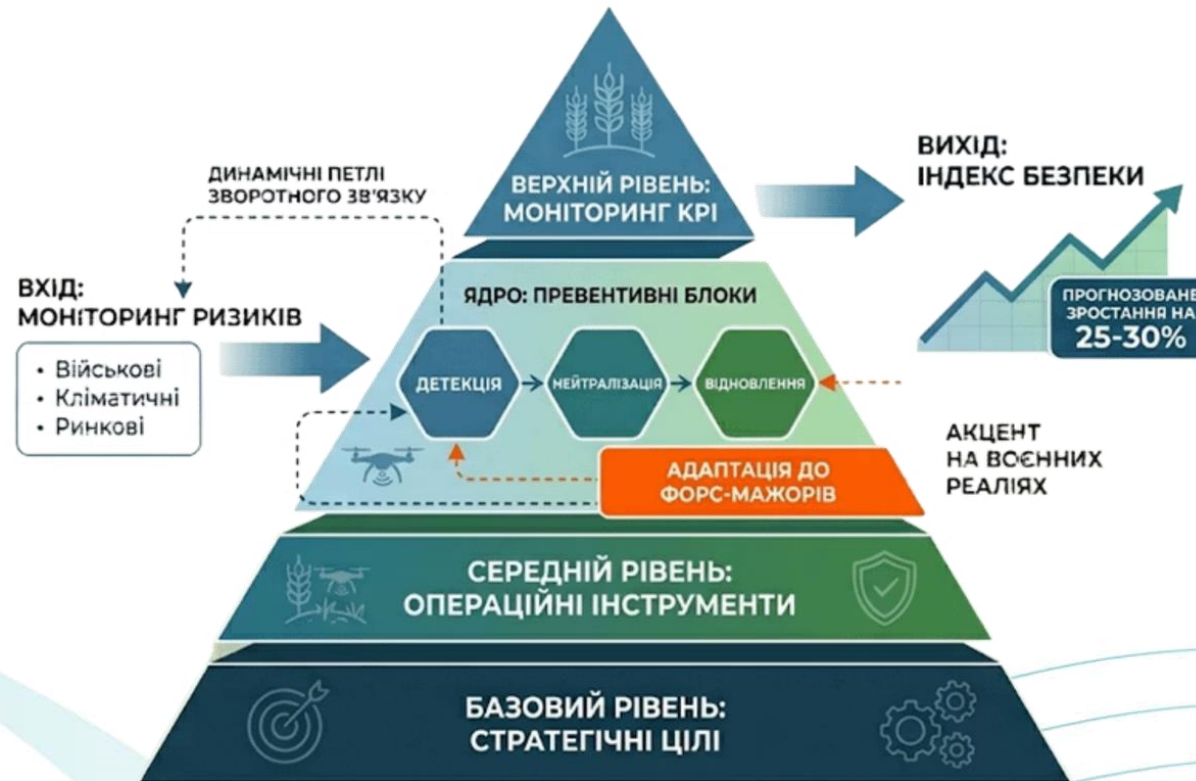 ВЕРХНІЙ РІВЕНЬ:
МОНІТОРИНГ KPI
ДИНАМІЧНІ ПЕТЛІ
ЗВОРОТНОГО ЗВ'ЯЗКУ
ВИХІД:
ІНДЕКС БЕЗПЕКИ
ПРОГНОЗОВАНЕ
ЗРОСТАННЯ НА
25-30%
ВХІД:
МОНІТОРИНГ РИЗИКІВ
• Військові
• Кліматичні
• Ринкові
ЯДРО: ПРЕВЕНТИВНІ БЛОКИ
ДЕТЕКЦІЯ
НЕЙТРАЛІЗАЦІЯ
ВІДНОВЛЕННЯ
АДАПТАЦІЯ ДО
ФОРС-МАЖОРІВ
АКЦЕНТ
НА ВОЄННИХ
РЕАЛІЯХ
СЕРЕДНІЙ РІВЕНЬ:
ОПЕРАЦІЙНІ ІНСТРУМЕНТИ
БАЗОВИЙ РІВЕНЬ:
СТРАТЕГІЧНІ ЦІЛІ